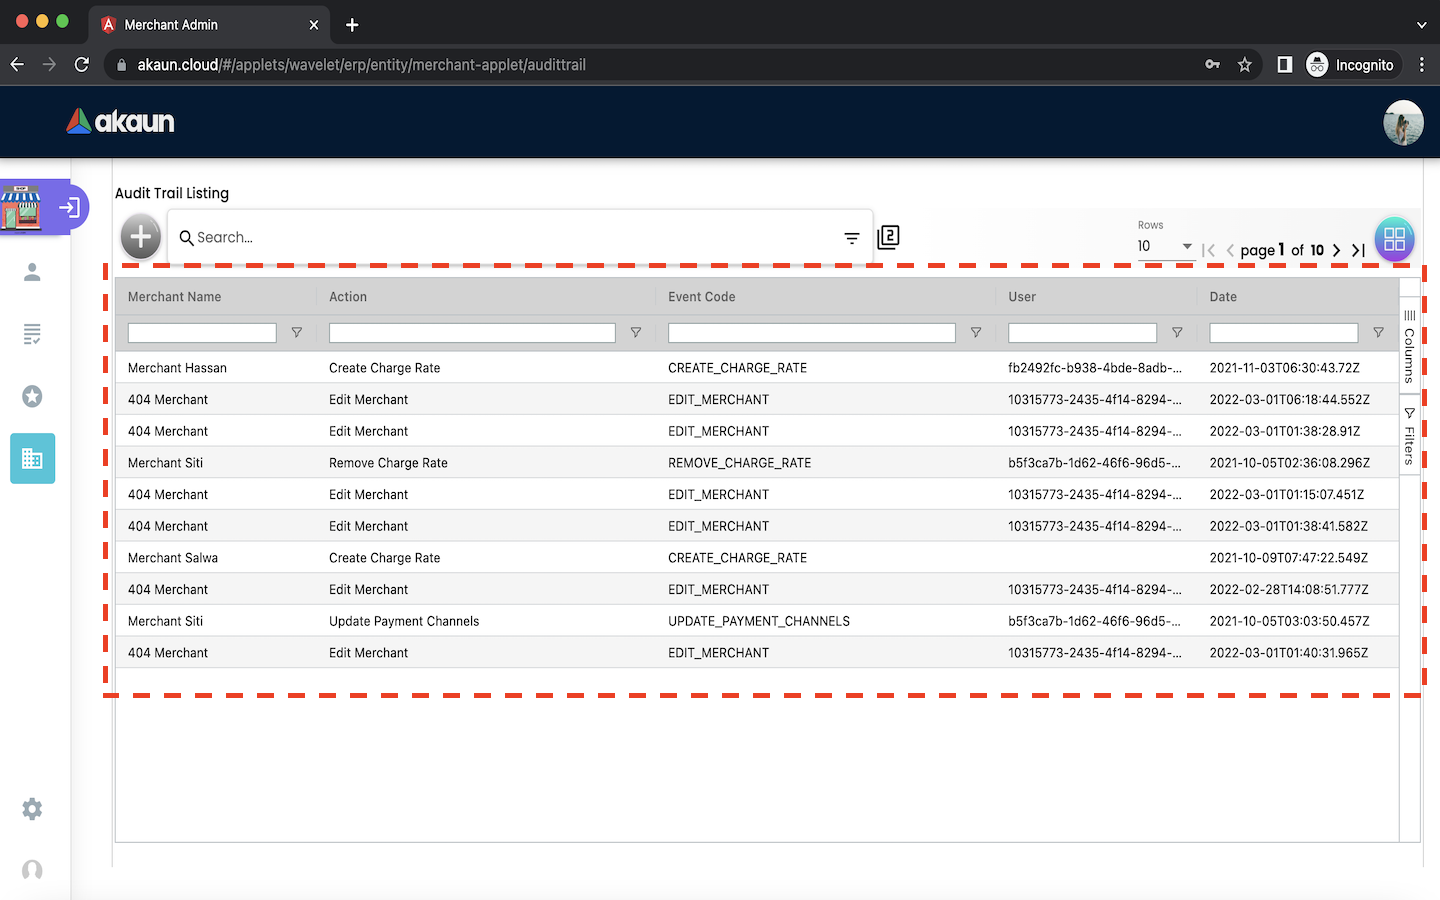 Merchant Admin
akaun.cloud/#/applets/wavelet/erp/entity/merchant-applet/audittrail
Incognito
akaun
SHOP
Audit Trail Listing
Search...
2
Rows
10
page 1 of 10
Merchant Name Action Event Code User Date
Columns
Filters
Merchant Hassan Create Charge Rate CREATE_CHARGE_RATE fb2492fc-b938-4bde-8adb-... 2021-11-03T06:30:43.72Z
404 Merchant Edit Merchant EDIT_MERCHANT 10315773-2435-4f14-8294-... 2022-03-01T06:18:44.552Z
404 Merchant Edit Merchant EDIT_MERCHANT 10315773-2435-4f14-8294-... 2022-03-01T01:38:28.91Z
Merchant Siti Remove Charge Rate REMOVE_CHARGE_RATE b5f3ca7b-1d62-46f6-96d5-... 2021-10-05T02:36:08.296Z
404 Merchant Edit Merchant EDIT_MERCHANT 10315773-2435-4f14-8294-... 2022-03-01T01:15:07.451Z
404 Merchant Edit Merchant EDIT_MERCHANT 10315773-2435-4f14-8294-... 2022-03-01T01:38:41.582Z
Merchant Salwa Create Charge Rate CREATE_CHARGE_RATE 2021-10-09T07:47:22.549Z
404 Merchant Edit Merchant EDIT_MERCHANT 10315773-2435-4f14-8294-... 2022-02-28T14:08:51.777Z
Merchant Siti Update Payment Channels UPDATE_PAYMENT_CHANNELS b5f3ca7b-1d62-46f6-96d5-... 2021-10-05T03:03:50.457Z
404 Merchant Edit Merchant EDIT_MERCHANT 10315773-2435-4f14-8294-... 2022-03-01T01:40:31.965Z